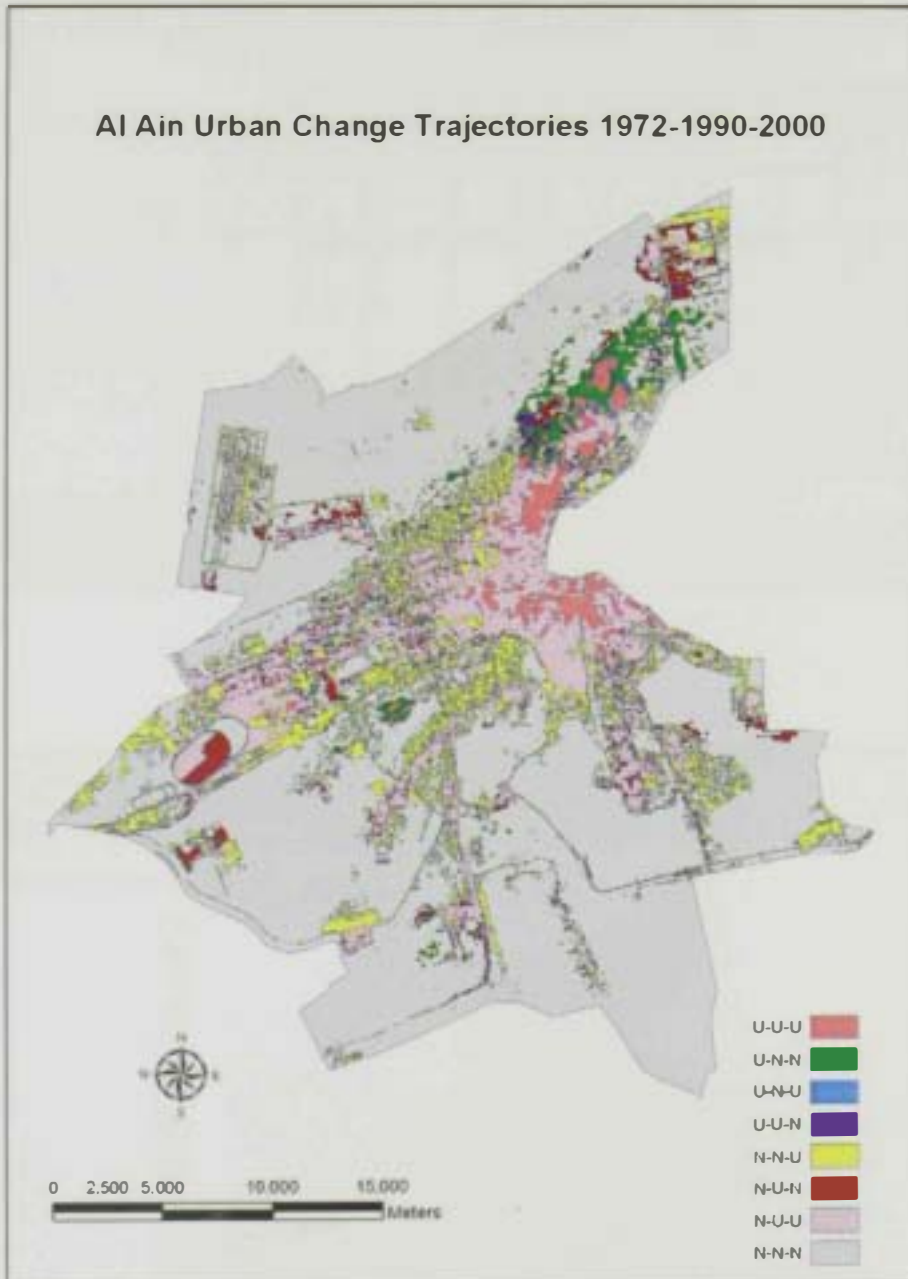 Al Ain Urban Change Trajectories 1972-1990-2000
U-U-U
U-N-N
U-N-U
U-U-N
N-N-U
N-U-N
N-U-U
N-N-N
N
S
0 2.500 5.000 10.000 15.000
Meters